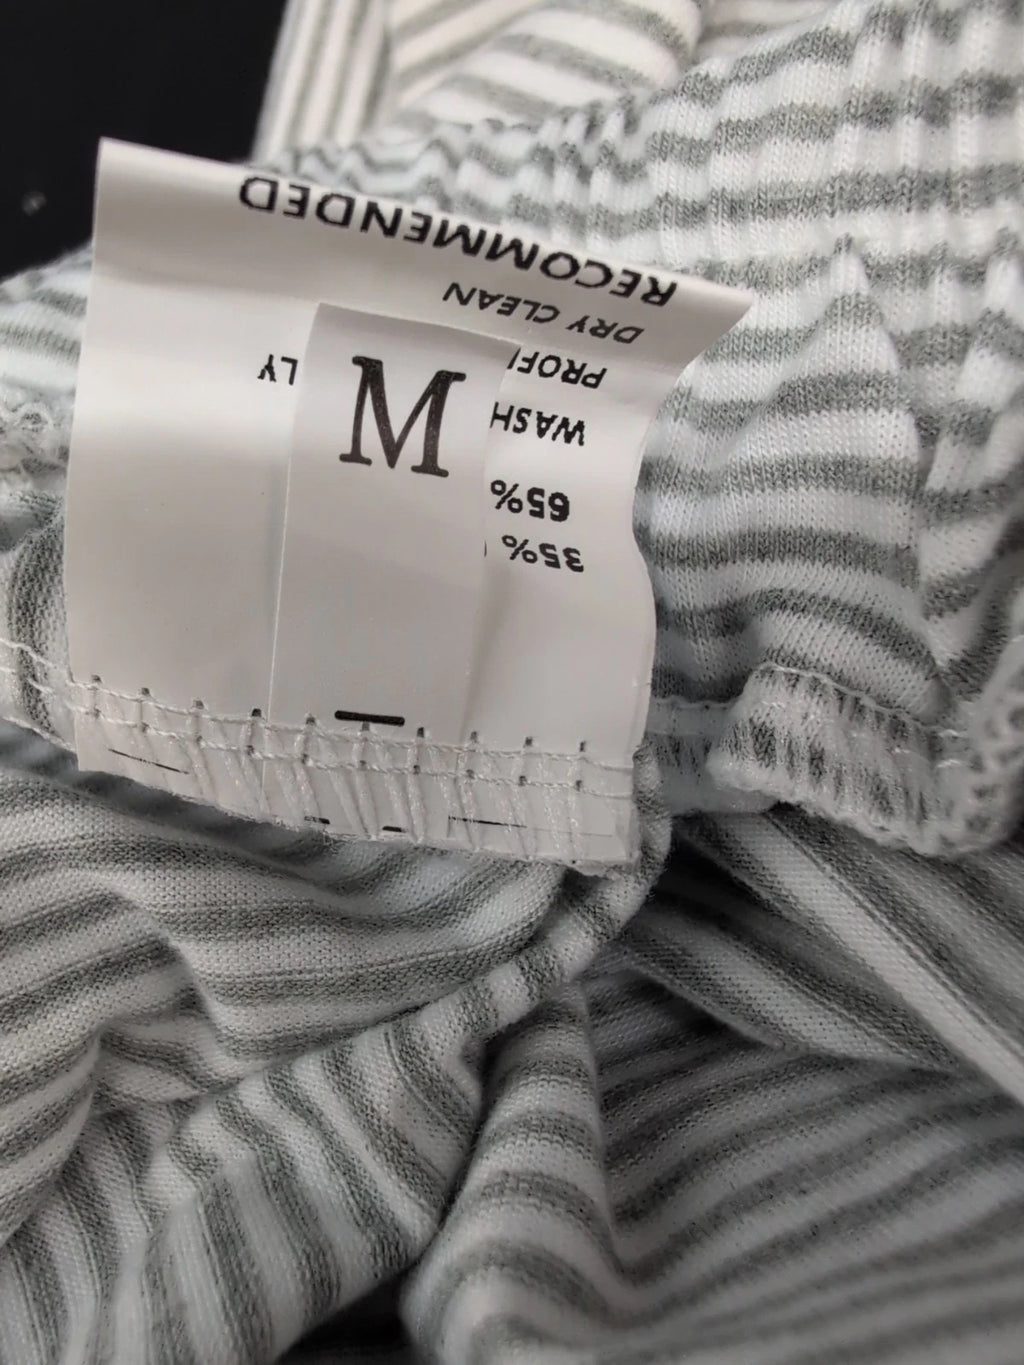 M
35%
65%
WASH
PROF LY
DRY CLEAN
RECOMMENDED